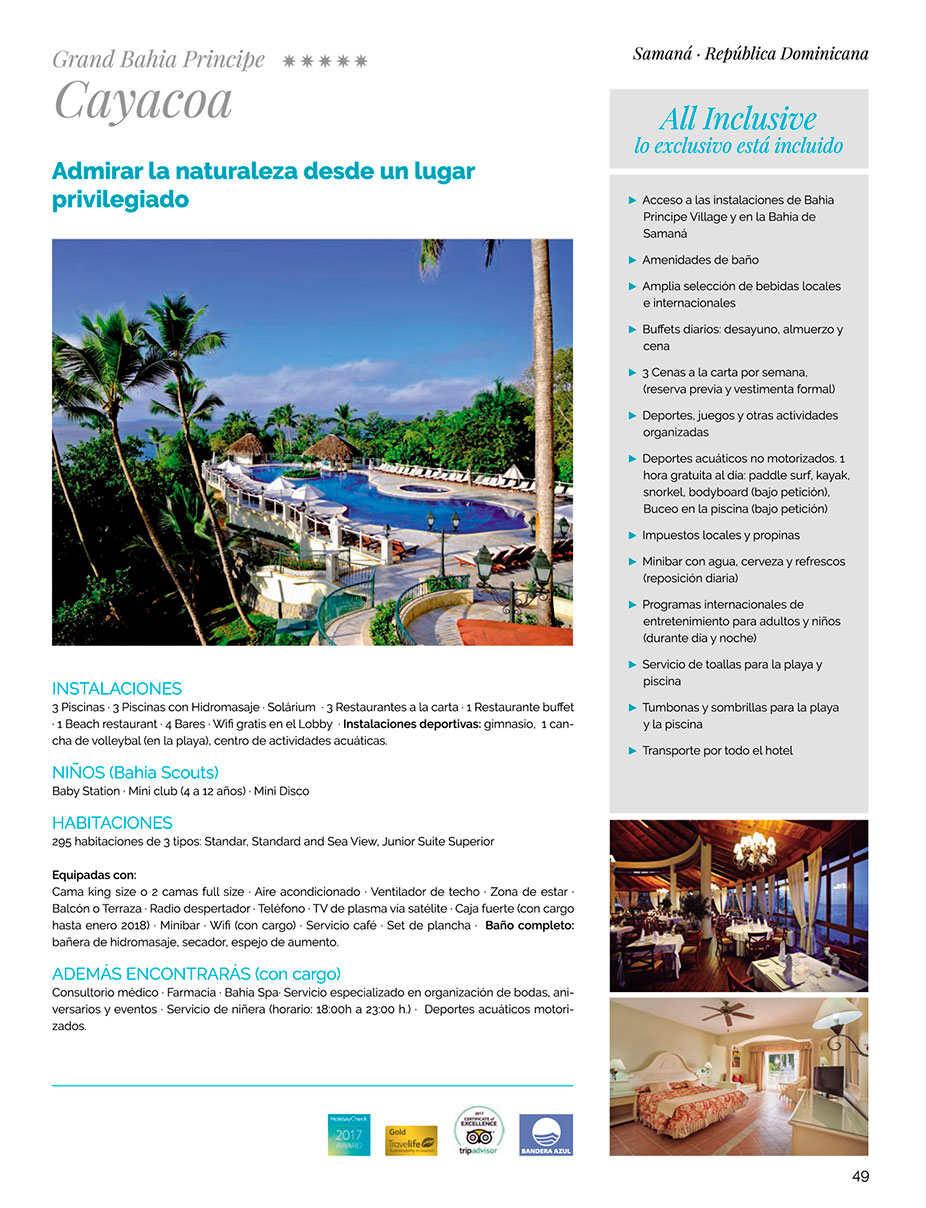 Grand Bahia Principe ✷✷✷✷✷
Cayacoa
Samaná · República Dominicana
Admirar la naturaleza desde un lugar
privilegiado
INSTALACIONES
3 Piscinas · 3 Piscinas con Hidromasaje · Solárium · 3 Restaurantes a la carta · 1 Restaurante buffet
· 1 Beach restaurant · 4 Bares · Wifi gratis en el Lobby · Instalaciones deportivas: gimnasio, 1 can-
cha de volleybal (en la playa), centro de actividades acuáticas.
NIÑOS (Bahia Scouts)
Baby Station · Mini club (4 a 12 años) · Mini Disco
HABITACIONES
295 habitaciones de 3 tipos: Standar, Standard and Sea View, Junior Suite Superior
Equipadas con:
Cama king size o 2 camas full size · Aire acondicionado · Ventilador de techo · Zona de estar ·
Balcón o Terraza · Radio despertador · Teléfono · TV de plasma vía satélite · Caja fuerte (con cargo
hasta enero 2018) · Minibar · Wifi (con cargo) · Servicio café · Set de plancha · Baño completo:
bañera de hidromasaje, secador, espejo de aumento.
ADEMÁS ENCONTRARÁS (con cargo)
Consultorio médico · Farmacia · Bahia Spa· Servicio especializado en organización de bodas, ani-
versarios y eventos · Servicio de niñera (horario: 18:00h a 23:00 h.) · Deportes acuáticos motori-
zados.
All Inclusive
lo exclusivo está incluido
► Acceso a las instalaciones de Bahia
Principe Village y en la Bahia de
Samaná
► Amenidades de baño
► Amplia selección de bebidas locales
e internacionales
► Buffets diarios: desayuno, almuerzo y
cena
► 3 Cenas a la carta por semana,
(reserva previa y vestimenta formal)
► Deportes, juegos y otras actividades
organizadas
► Deportes acuáticos no motorizados. 1
hora gratuita al día: paddle surf, kayak,
snorkel, bodyboard (bajo petición),
Buceo en la piscina (bajo petición)
► Impuestos locales y propinas
► Minibar con agua, cerveza y refrescos
(reposición diaria)
► Programas internacionales de
entretenimiento para adultos y niños
(durante día y noche)
► Servicio de toallas para la playa y
piscina
► Tumbonas y sombrillas para la playa
y la piscina
► Transporte por todo el hotel
HolidayCheck
2017
AWARD
Gold
Travelife
Sustainability in tourism
2017
CERTIFICATE of
EXCELLENCE
tripadvisor
BANDERA AZUL
49